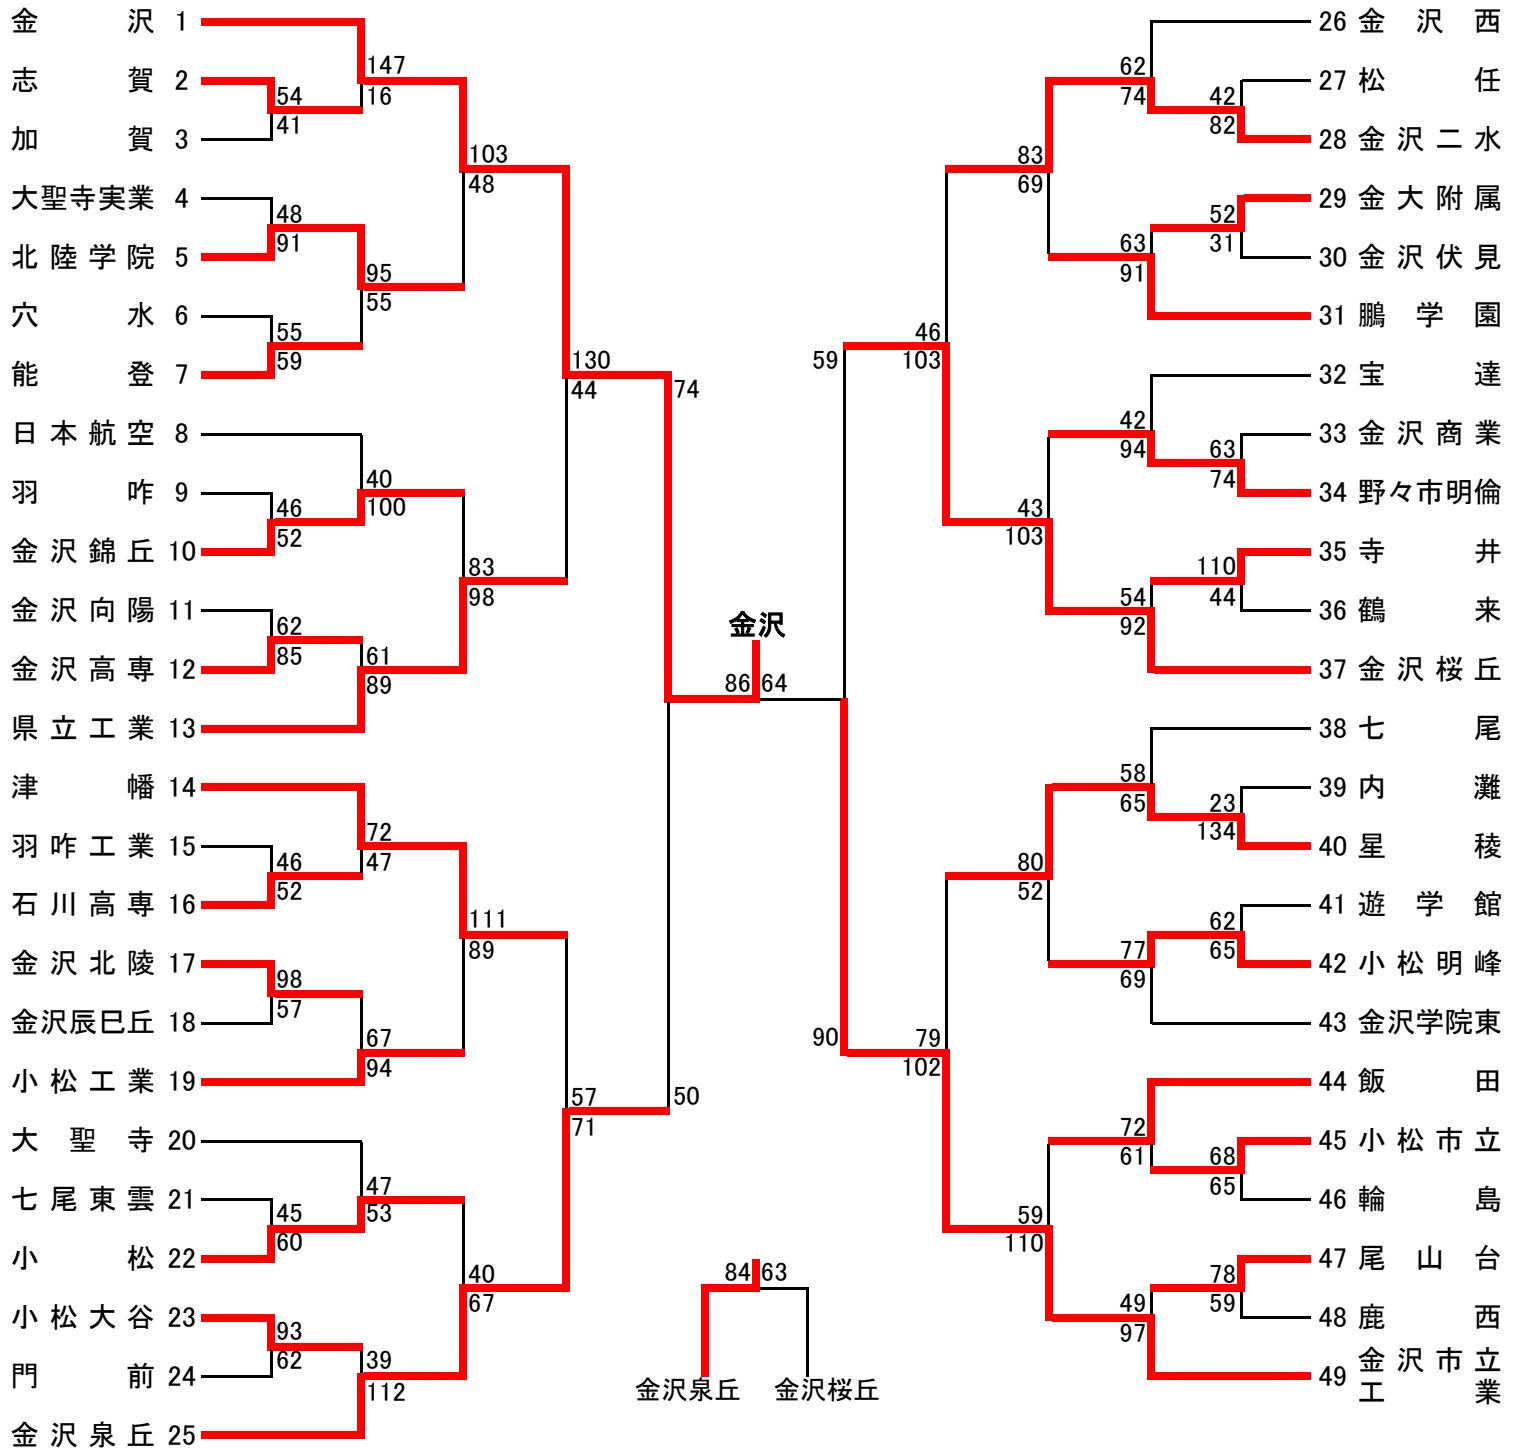 金沢 1
志賀 2
加賀 3
大聖寺実業 4
北陸学院 5
穴水 6
能登 7
日本航空 8
羽咋 9
金沢錦丘 10
金沢向陽 11
金沢高専 12
県立工業 13
津幡 14
羽咋工業 15
石川高専 16
金沢北陵 17
金沢辰巳丘 18
小松工業 19
大聖寺 20
七尾東雲 21
小松 22
小松大谷 23
門前 24
金沢泉丘 25
54
41
48
91
55
59
46
52
62
85
46
52
98
57
45
60
93
62
147
16
95
55
40
100
61
89
72
47
67
94
47
53
39
112
103
48
83
98
111
89
40
67
130
44
57
71
74
50
金沢
86 64
84 63
金沢泉丘 金沢桜丘
59
90
46
103
79
102
83
69
43
103
80
52
59
110
62
74
63
91
42
94
54
92
58
65
77
69
72
61
49
97
42
82
52
31
63
74
110
44
23
134
62
65
68
65
78
59
26 金沢西
27 松任
28 金沢二水
29 金大附属
30 金沢伏見
31 鵬学園
32 宝達
33 金沢商業
34 野々市明倫
35 寺井
36 鶴来
37 金沢桜丘
38 七尾
39 内灘
40 星稜
41 遊学館
42 小松明峰
43 金沢学院東
44 飯田
45 小松市立
46 輪島
47 尾山台
48 鹿西
49 金沢市立
工業